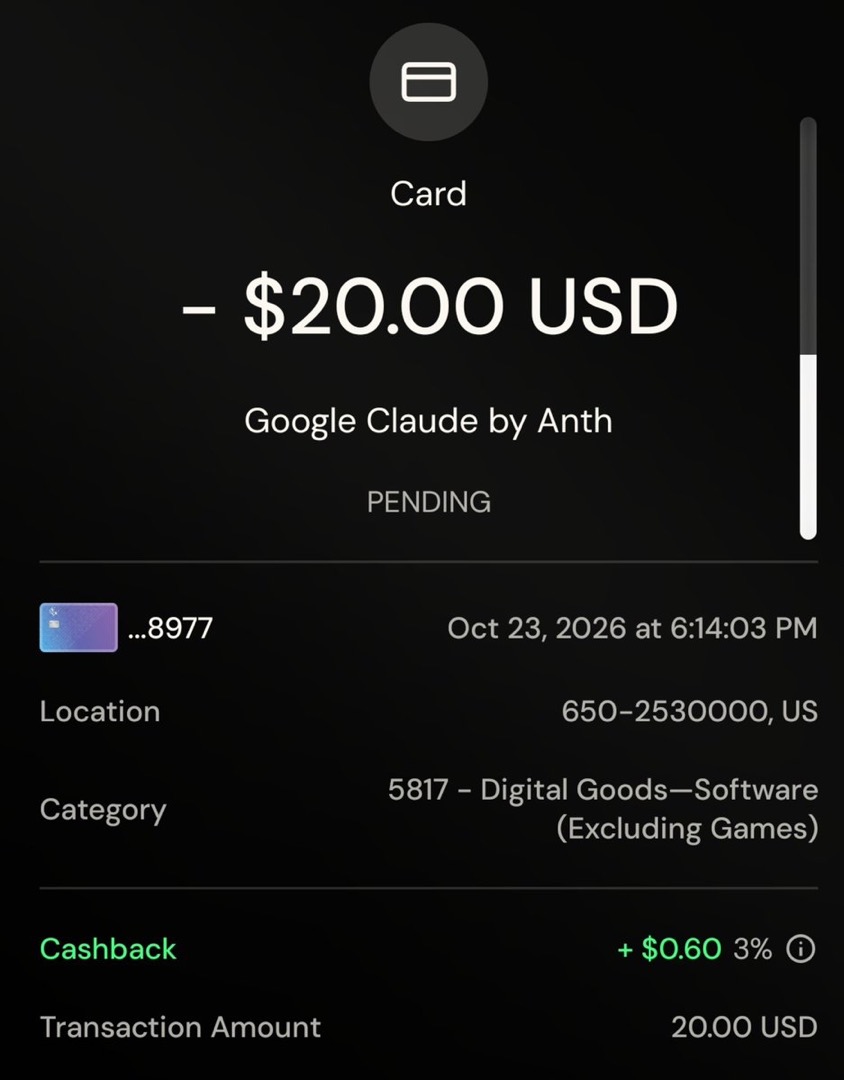 Card
- $20.00 USD
Google Claude by Anth
PENDING
...8977
Oct 23, 2026 at 6:14:03 PM
Location
650-2530000, US
Category
5817 - Digital Goods—Software
(Excluding Games)
Cashback
+ $0.60 3%
Transaction Amount
20.00 USD